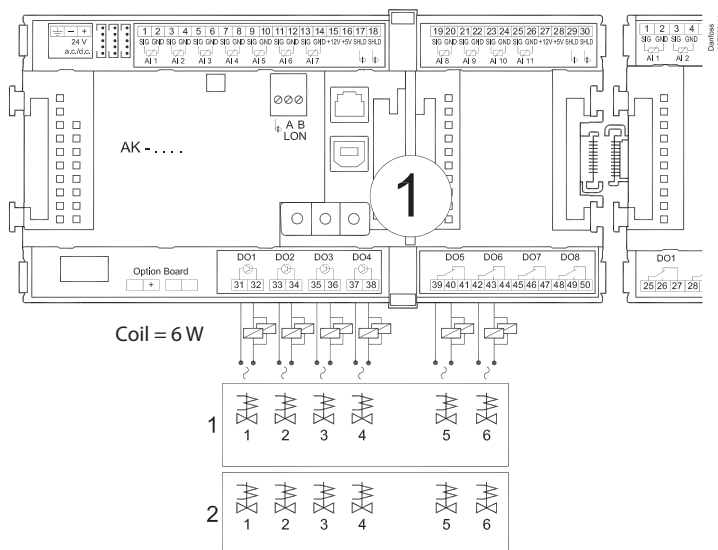 1 2 3 4 5 6 7 8 9 10 11 12 13 14 15 16 17 18
SIG GND SIG GND SIG GND SIG GND SIG GND SIG GND SIG GND +12V +5V SHLD SHLD
AI 1 AI 2 AI 3 AI 4 AI 5 AI 6 AI 7
19 20 21 22 23 24 25 26 27 28 29 30
SIG GND SIG GND SIG GND SIG GND +12V +5V SHLD SHLD
AI 8 AI 9 AI 10 AI 11
1 2 3 4
SIG GND SIG GND
AI 1 AI 2
Danfoss
– +
24 V
a.c./d.c.
AK - . . . .
A B
LON
1
Option Board
+
DO1 DO2 DO3 DO4
31 32 33 34 35 36 37 38
DO5 DO6 DO7 DO8
39 40 41 42 43 44 45 46 47 48 49 50
DO1
25 26 27 28
Coil = 6 W
1
1 2 3 4 5 6
2
1 2 3 4 5 6